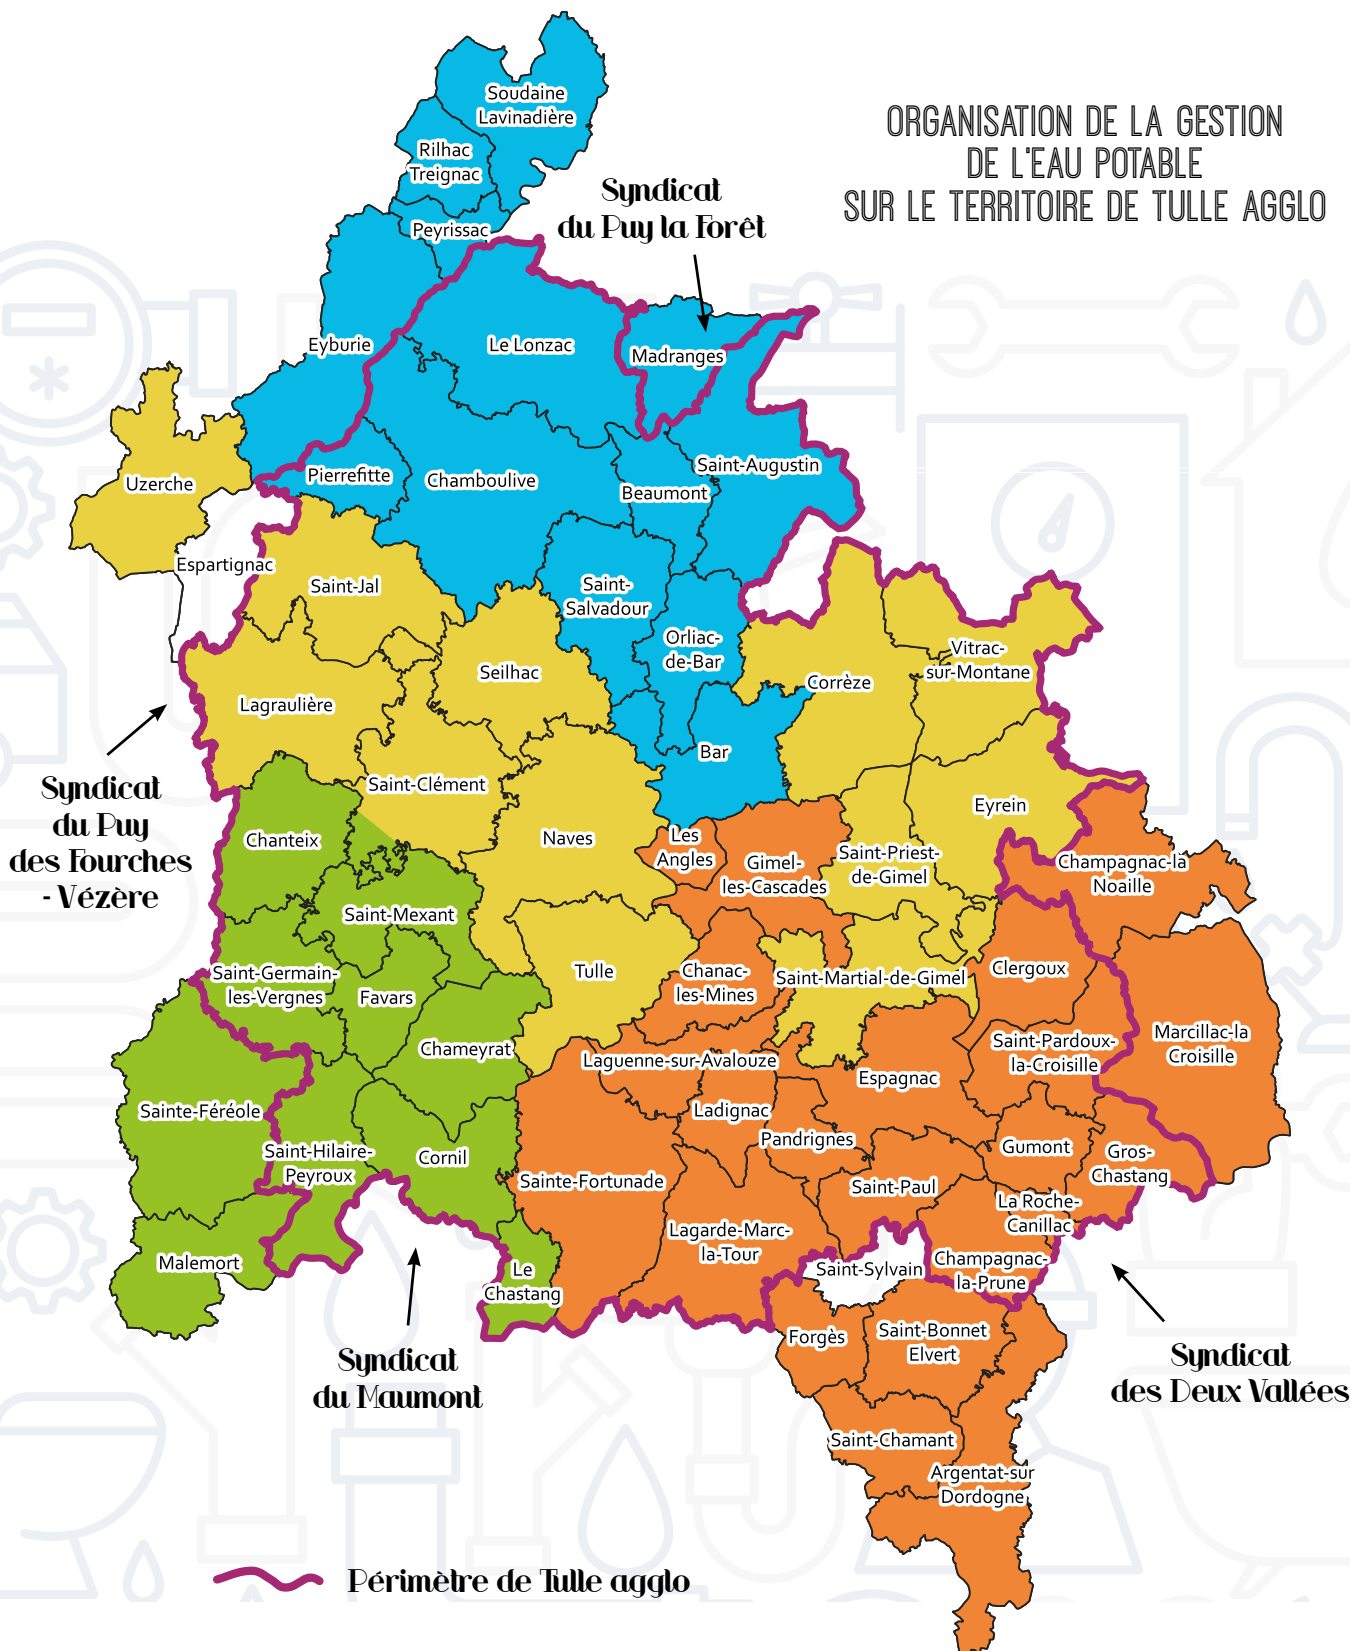 ORGANISATION DE LA GESTION
DE L'EAU POTABLE
SUR LE TERRITOIRE DE TULLE AGGLO
Soudaine
Lavinadière
Rilhac
Treignac
Peyrissac
Syndicat
du Puy la Forêt
Eyburie
Le Lonzac
Madranges
Uzerche
Pierrefitte
Chamboulive
Beaumont
Saint-Augustin
Espartignac
Saint-Jal
Saint-
Salvadour
Orliac-
de-Bar
Seilhac
Corrèze
Vitrac-
sur-Montane
Lagraulière
Bar
Syndicat
du Puy
des Fourches
- Vézère
Saint-Clément
Eyrein
Chanteix
Naves
Les
Angles
Gimel-
les-Cascades
Saint-Priest-
de-Gimel
Champagnac-la
Noaille
Saint-Mexant
Saint-Germain-
les-Vergnes
Favars
Tulle
Chanac-
les-Mines
Saint-Martial-de-Gimel
Clergoux
Marcillac-la
Croisille
Chameyrat
Laguenne-sur-Avalouze
Saint-Pardoux-
la-Croisille
Espagnac
Sainte-Féréole
Ladignac
Pandrignes
Saint-Hilaire-
Peyroux
Cornil
Gumont
Gros-
Chastang
Sainte-Fortunade
Saint-Paul
La Roche-
Canillac
Lagarde-Marc-
la-Tour
Malemort
Le
Chastang
Saint-Sylvain
Champagnac-
la-Prune
Forgès
Saint-Bonnet
Elvert
Syndicat
du Maumont
Syndicat
des Deux Vallées
Saint-Chamant
Argentat-sur
Dordogne
Périmètre de Tulle agglo